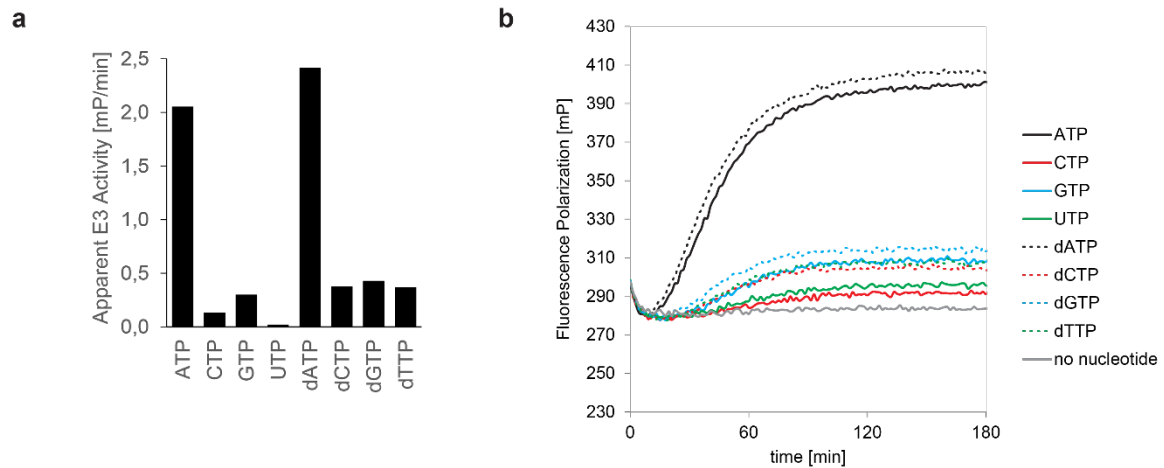 a
Apparent E3 Activity [mP/min]
2,5
2,0
1,5
1,0
0,5
0,0
ATP
CTP
GTP
UTP
dATP
dCTP
dGTP
dTTP
b
Fluorescence Polarization [mP]
430
410
390
370
350
330
310
290
270
250
230
0
60
120
180
time [min]
ATP
CTP
GTP
UTP
dATP
dCTP
dGTP
dTTP
no nucleotide